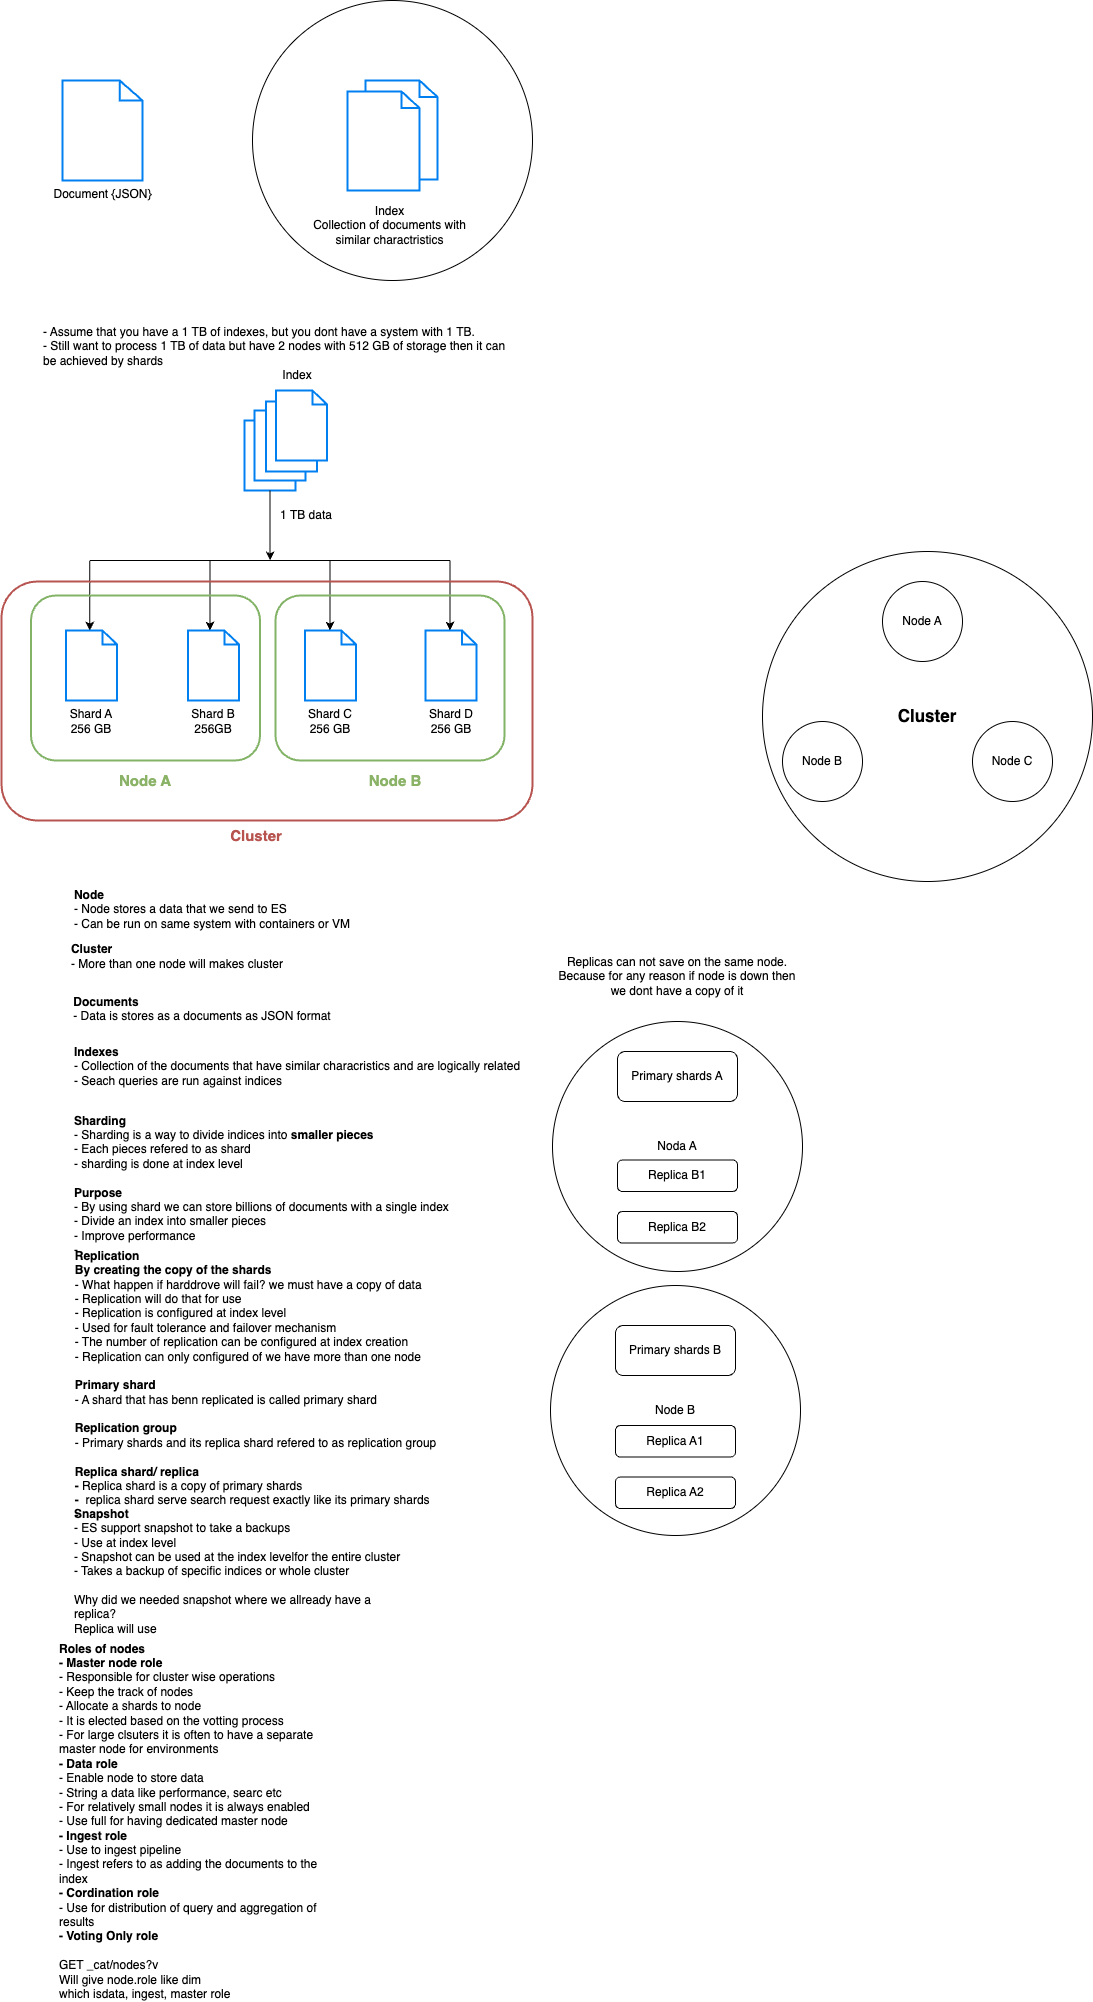 Document {JSON}
Index
Collection of documents with
similar charactristics
- Assume that you have a 1 TB of indexes, but you dont have a system with 1 TB.
- Still want to process 1 TB of data but have 2 nodes with 512 GB of storage then it can
be achieved by shards
Index
1 TB data
Shard A
256 GB
Shard B
256GB
Shard C
256 GB
Shard D
256 GB
Node A
Node B
Cluster
Node A
Cluster
Node B
Node C
Node
- Node stores a data that we send to ES
- Can be run on same system with containers or VM
Cluster
- More than one node will makes cluster
Documents
- Data is stores as a documents as JSON format
Indexes
- Collection of the documents that have similar characristics and are logically related
- Seach queries are run against indices
Sharding
- Sharding is a way to divide indices into smaller pieces
- Each pieces refered to as shard
- sharding is done at index level
Purpose
- By using shard we can store billions of documents with a single index
- Divide an index into smaller pieces
- Improve performance
Replication
By creating the copy of the shards
- What happen if harddrove will fail? we must have a copy of data
- Replication will do that for use
- Replication is configured at index level
- Used for fault tolerance and failover mechanism
- The number of replication can be configured at index creation
- Replication can only configured of we have more than one node
Primary shard
- A shard that has benn replicated is called primary shard
Replication group
- Primary shards and its replica shard refered to as replication group
Replica shard/ replica
- Replica shard is a copy of primary shards
- replica shard serve search request exactly like its primary shards
Snapshot
- ES support snapshot to take a backups
- Use at index level
- Snapshot can be used at the index levelfor the entire cluster
- Takes a backup of specific indices or whole cluster
Why did we needed snapshot where we allready have a
replica?
Replica will use
Roles of nodes
- Master node role
- Responsible for cluster wise operations
- Keep the track of nodes
- Allocate a shards to node
- It is elected based on the votting process
- For large clsuters it is often to have a separate
master node for environments
- Data role
- Enable node to store data
- String a data like performance, searc etc
- For relatively small nodes it is always enabled
- Use full for having dedicated master node
- Ingest role
- Use to ingest pipeline
- Ingest refers to as adding the documents to the
index
- Cordination role
- Use for distribution of query and aggregation of
results
- Voting Only role
GET _cat/nodes?v
Will give node.role like dim
which isdata, ingest, master role
Replicas can not save on the same node.
Because for any reason if node is down then
we dont have a copy of it
Primary shards A
Noda A
Replica B1
Replica B2
Primary shards B
Node B
Replica A1
Replica A2